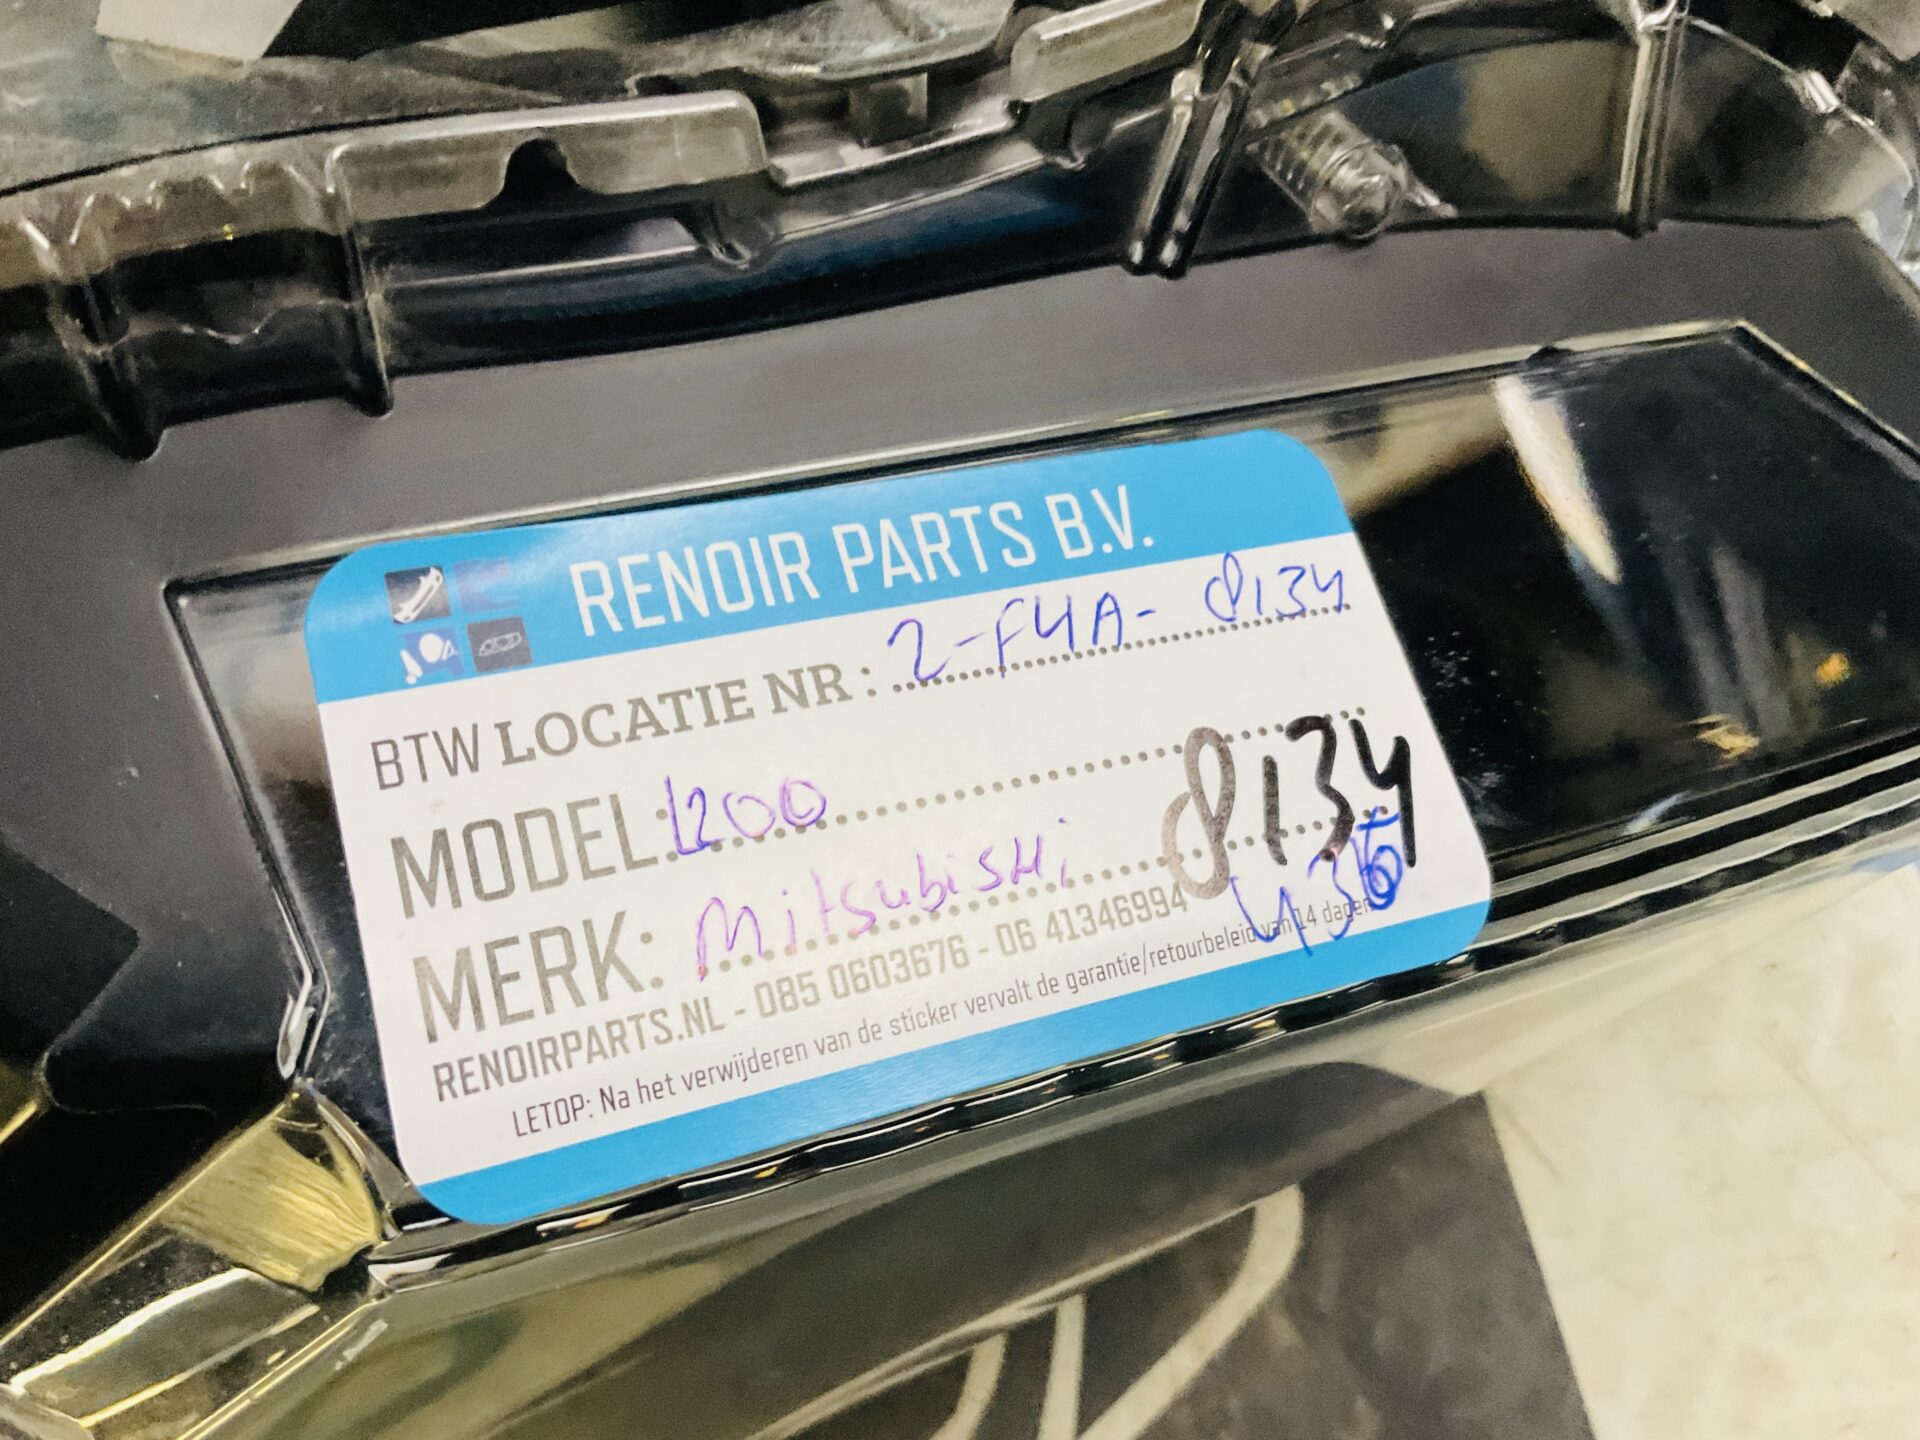 RENOIR PARTS B.V.
BTW LOCATIE NR : 2-F4A- 8134
MODEL: L200
8134
MERK: Mitsubishi
RENOIRPARTS.NL - 085 0603676 - 06 41346994
LETOP: Na het verwijderen van de sticker vervalt de garantie/retourbeleid van 14 dagen